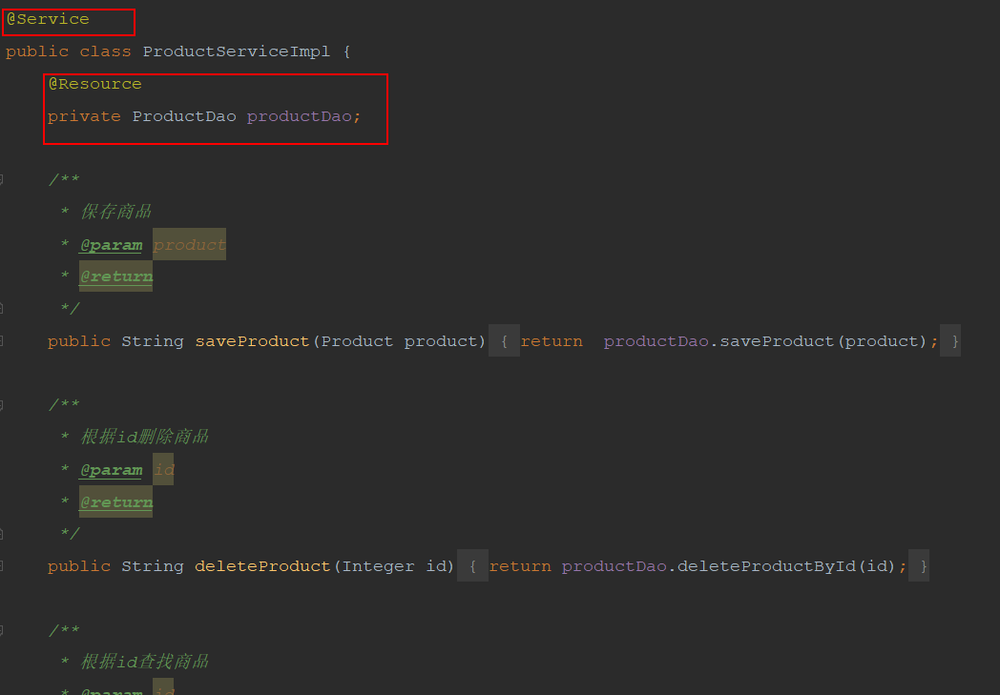 @Service
public class ProductServiceImpl {
@Resource
private ProductDao productDao;
/**
* 保存商品
* @param product
* @return
*/
public String saveProduct(Product product) { return  productDao.saveProduct(product); }
/**
* 根据id删除商品
* @param id
* @return
*/
public String deleteProduct(Integer id) { return productDao.deleteProductById(id); }
/**
* 根据id查找商品
* @param id